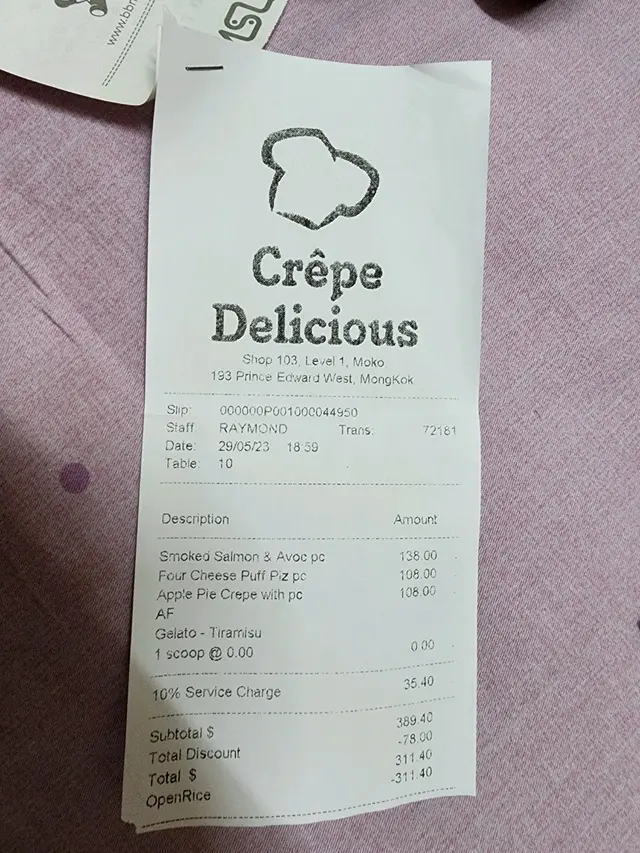 www.bbr
Crêpe
Delicious
Shop 103, Level 1, Moko
193 Prince Edward West, MongKok
Slip: 000000P001000044950
Staff: RAYMOND Trans: 72181
Date: 29/05/23 18:59
Table: 10
Description Amount
Smoked Salmon & Avoc pc 138.00
Four Cheese Puff Piz pc 108.00
Apple Pie Crepe with pc 108.00
AF
Gelato - Tiramisu
1 scoop @ 0.00 0.00
10% Service Charge 35.40
Subtotal $ 389.40
Total Discount -78.00
Total $ 311.40
OpenRice -311.40